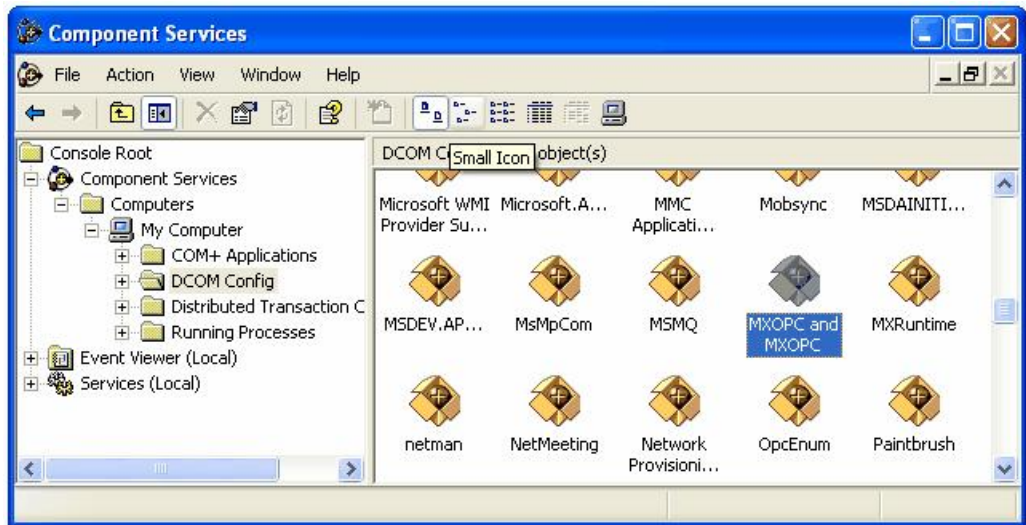 Component Services
File Action View Window Help
Console Root
Component Services
Computers
My Computer
COM+ Applications
DCOM Config
Distributed Transaction C
Running Processes
Event Viewer (Local)
Services (Local)
DCOM C object(s)
Small Icon
Microsoft WMI Provider Su...
Microsoft.A...
MMC Applicati...
Mobsync
MSDAINITI...
MSDEV.AP...
MsMpCom
MSMQ
MXOPC and MXOPC
MXRuntime
netman
NetMeeting
Network Provisioni...
OpcEnum
Paintbrush